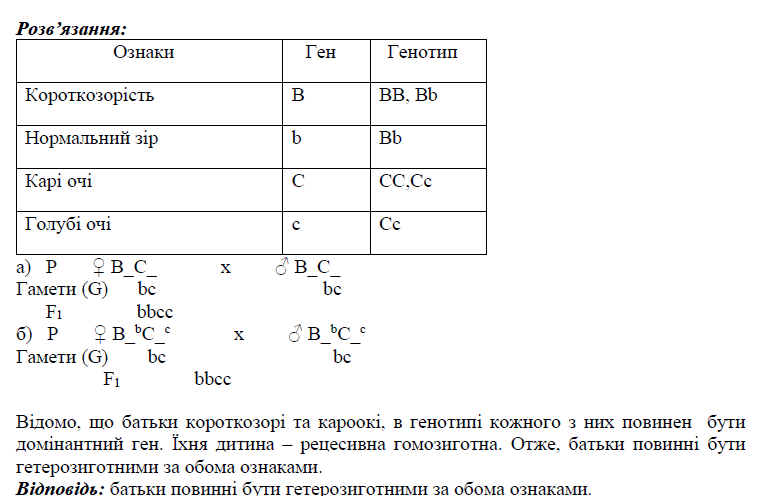 Розв’язання:
Ознаки Ген Генотип
Короткозорість B BB, Bb
Нормальний зір b Bb
Карі очі C CC,Cc
Голубі очі c Cc
а) P ♀ B_C_ x ♂ B_C_
Гамети (G) bc bc
F₁ bbcc
б) P ♀ B_ᵇC_ᶜ x ♂ B_ᵇC_ᶜ
Гамети (G) bc bc
F₁ bbcc
Відомо, що батьки короткозорі та кароокі, в генотипі кожного з них повинен бути
домінантний ген. Їхня дитина – рецесивна гомозиготна. Отже, батьки повинні бути
гетерозиготними за обома ознаками.
Відповідь: батьки повинні бути гетерозиготними за обома ознаками.